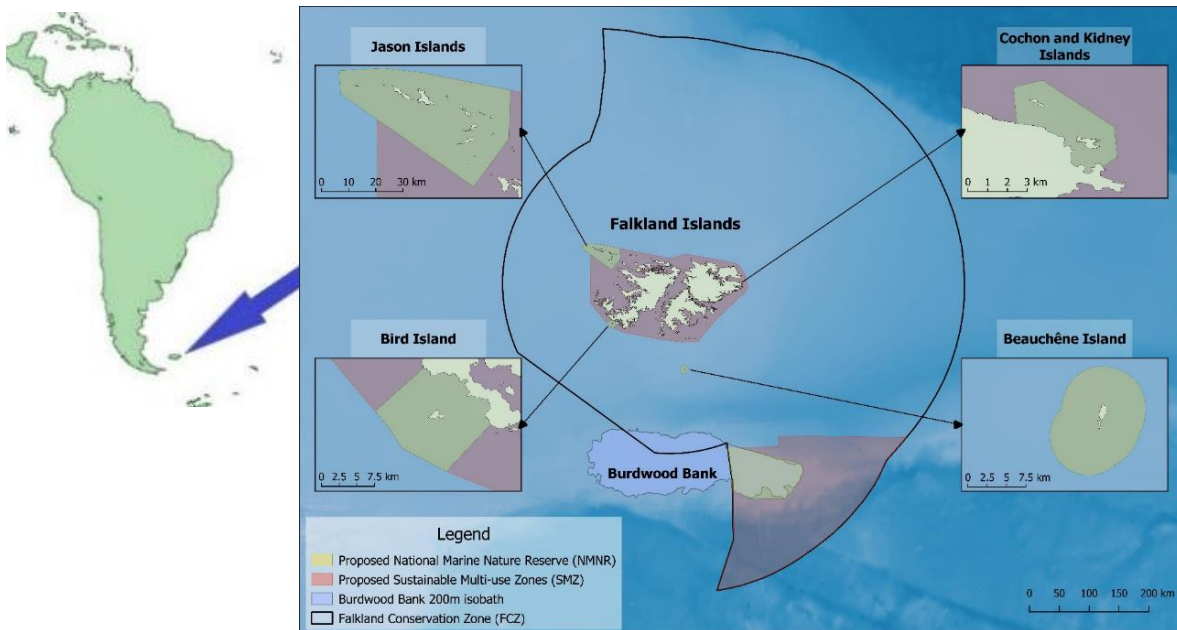 Jason Islands
0 10 20 30 km
Cochon and Kidney
Islands
0 1 2 3 km
Falkland Islands
Bird Island
0 2.5 5 7.5 km
Beauchêne Island
0 2.5 5 7.5 km
Burdwood Bank
Legend
Proposed National Marine Nature Reserve (NMNR)
Proposed Sustainable Multi-use Zones (SMZ)
Burdwood Bank 200m isobath
Falkland Conservation Zone (FCZ)
0 50 100 150 200 km